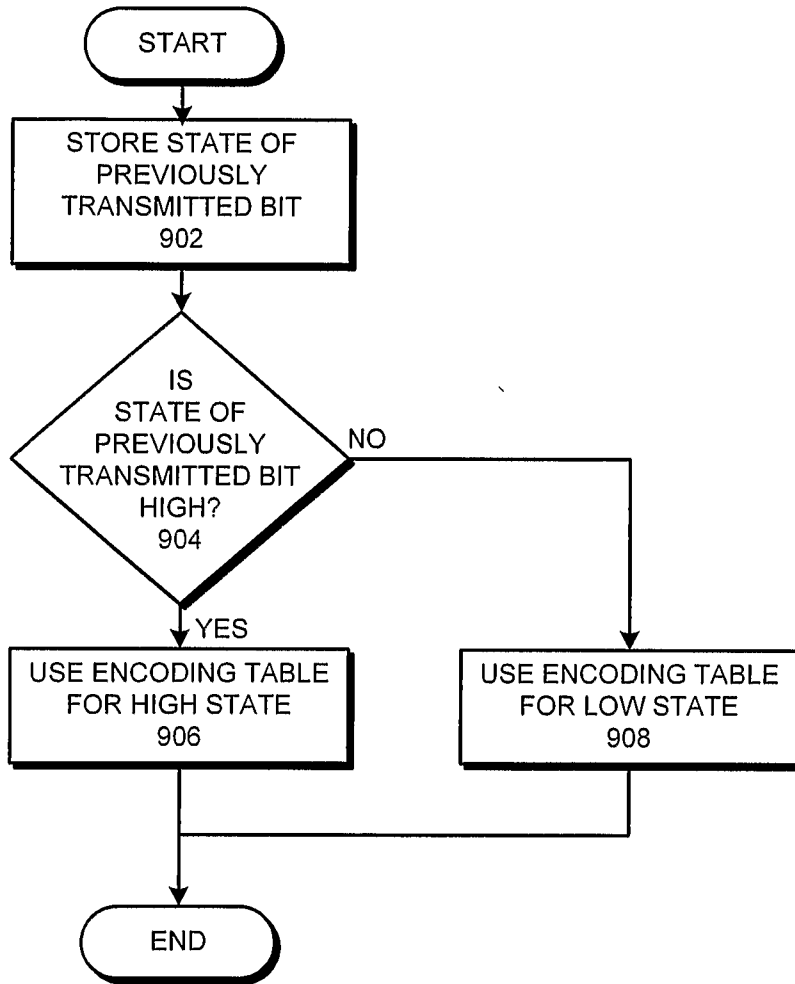 START
STORE STATE OF
PREVIOUSLY
TRANSMITTED BIT
902
IS
STATE OF
PREVIOUSLY
TRANSMITTED BIT
HIGH?
904
NO
YES
USE ENCODING TABLE
FOR HIGH STATE
906
USE ENCODING TABLE
FOR LOW STATE
908
END